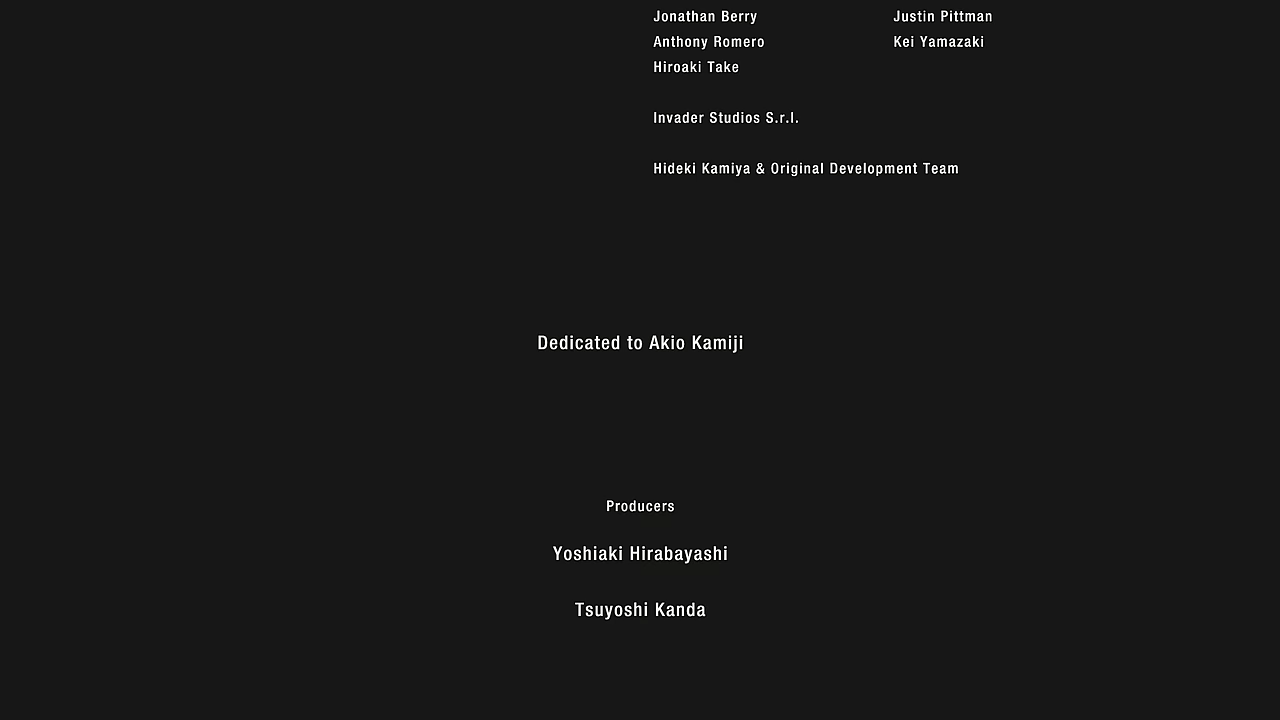 Jonathan Berry Justin Pittman
Anthony Romero Kei Yamazaki
Hiroaki Take
Invader Studios S.r.l.
Hideki Kamiya & Original Development Team
Dedicated to Akio Kamiji
Producers
Yoshiaki Hirabayashi
Tsuyoshi Kanda